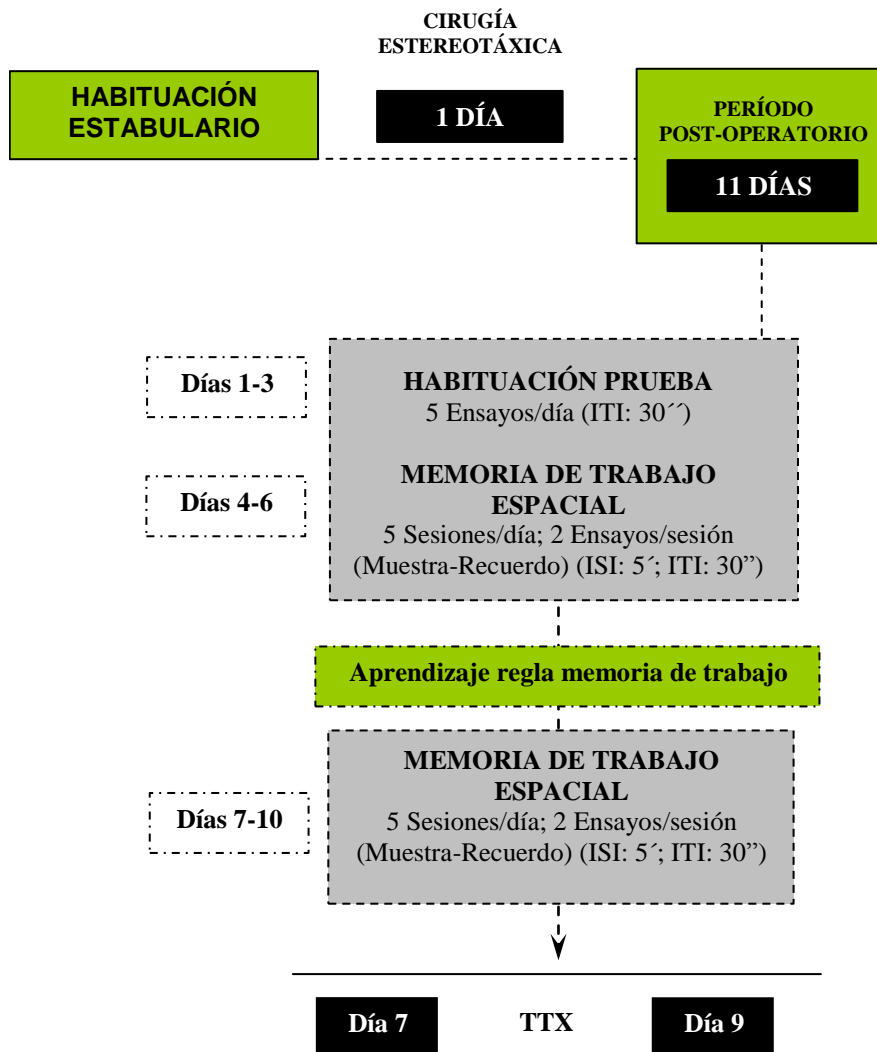 CIRUGÍA
ESTEREOTÁXICA
HABITUACIÓN
ESTABULARIO
1 DÍA
PERÍODO
POST-OPERATORIO
11 DÍAS
Días 1-3
HABITUACIÓN PRUEBA
5 Ensayos/día (ITI: 30´´)
Días 4-6
MEMORIA DE TRABAJO
ESPACIAL
5 Sesiones/día; 2 Ensayos/sesión
(Muestra-Recuerdo) (ISI: 5´; ITI: 30”)
Aprendizaje regla memoria de trabajo
Días 7-10
MEMORIA DE TRABAJO
ESPACIAL
5 Sesiones/día; 2 Ensayos/sesión
(Muestra-Recuerdo) (ISI: 5´; ITI: 30”)
Día 7 TTX Día 9